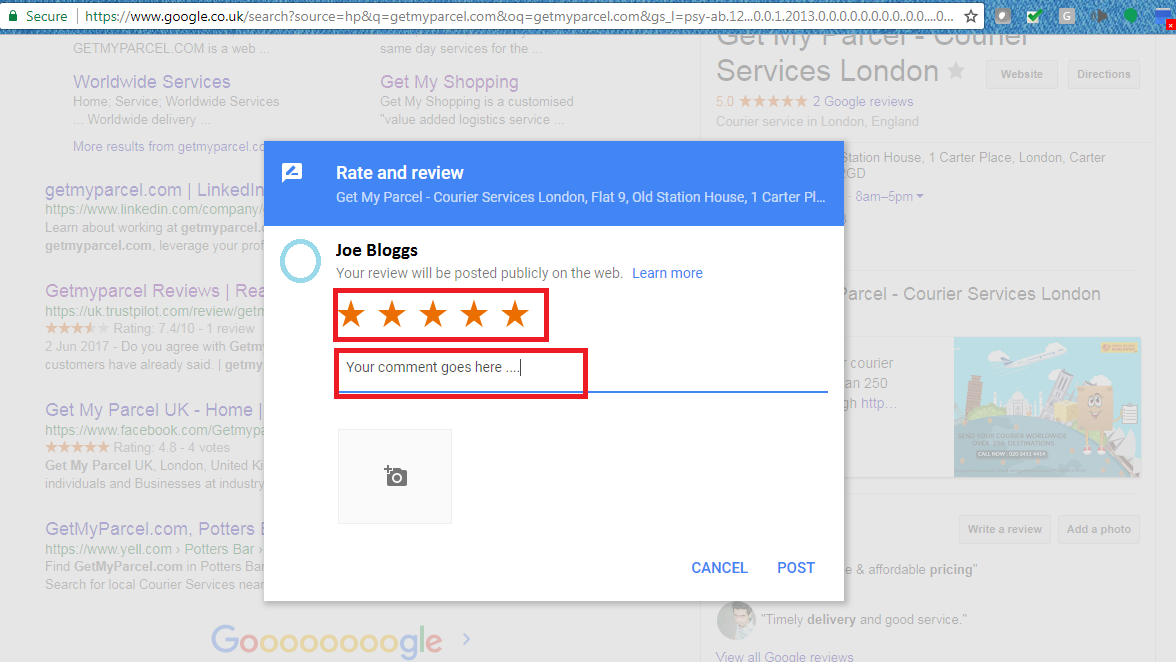 Secure https://www.google.co.uk/search?source=hp&q=getmyparcel.com&oq=getmyparcel.com&gs_l=psy-ab.12...0.0.1.2013.0.0.0.0.0.0.0.0.0....0...
GETMYPARCEL.COM is a web ...
same day services for the ...
Worldwide Services
Home; Service; Worldwide Services
... Worldwide delivery ...
Get My Shopping
Get My Shopping is a customised
"value added logistics service ...
More results from getmyparcel.co
getmyparcel.com | LinkedIn
https://www.linkedin.com/company/
Learn about working at getmyparcel.
getmyparcel.com, leverage your prof
Getmyparcel Reviews | Rea
https://uk.trustpilot.com/review/getm
★★★★★ Rating: 7.4/10 - 1 review
2 Jun 2017 - Do you agree with Getm
customers have already said. | getmy
Get My Parcel UK - Home |
https://www.facebook.com/Getmypa
★★★★★ Rating: 4.8 - 4 votes
Get My Parcel UK, London, United Ki
individuals and Businesses at industry
GetMyParcel.com, Potters B
https://www.yell.com › Potters Bar ›
Find GetMyParcel.com in Potters Bar
Search for local Courier Services near
Gooooooogle >
Rate and review
Get My Parcel - Courier Services London, Flat 9, Old Station House, 1 Carter Pl...
Joe Bloggs
Your review will be posted publicly on the web. Learn more
★ ★ ★ ★ ★
Your comment goes here ....
CANCEL POST
Get My Parcel - Courier
Services London
Website Directions
5.0 ★★★★★ 2 Google reviews
Courier service in London, England
Station House, 1 Carter Place, London, Carter
2GD
8am–5pm
Parcel - Courier Services London
courier
an 250
gh http...
SEND YOUR COURIER WORLDWIDE
OVER 250 DESTINATIONS
Write a review Add a photo
e & affordable pricing"
"Timely delivery and good service."
View all Google reviews